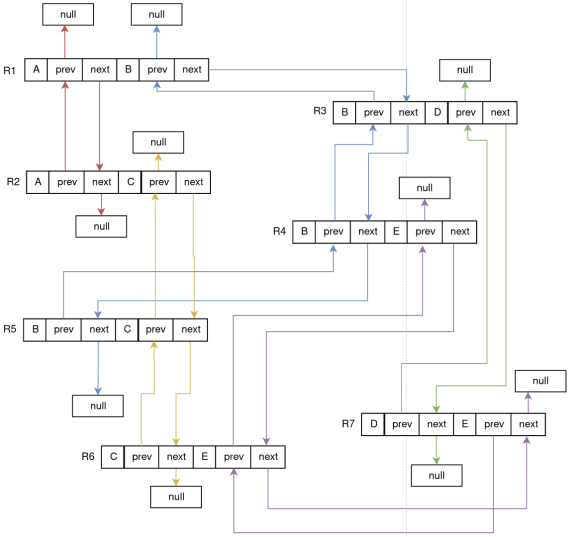 null
null
R1 A prev next B prev next
null
R3 B prev next D prev next
null
R2 A prev next C prev next
null
null
R4 B prev next E prev next
R5 B prev next C prev next
null
null
R7 D prev next E prev next
R6 C prev next E prev next
null
null